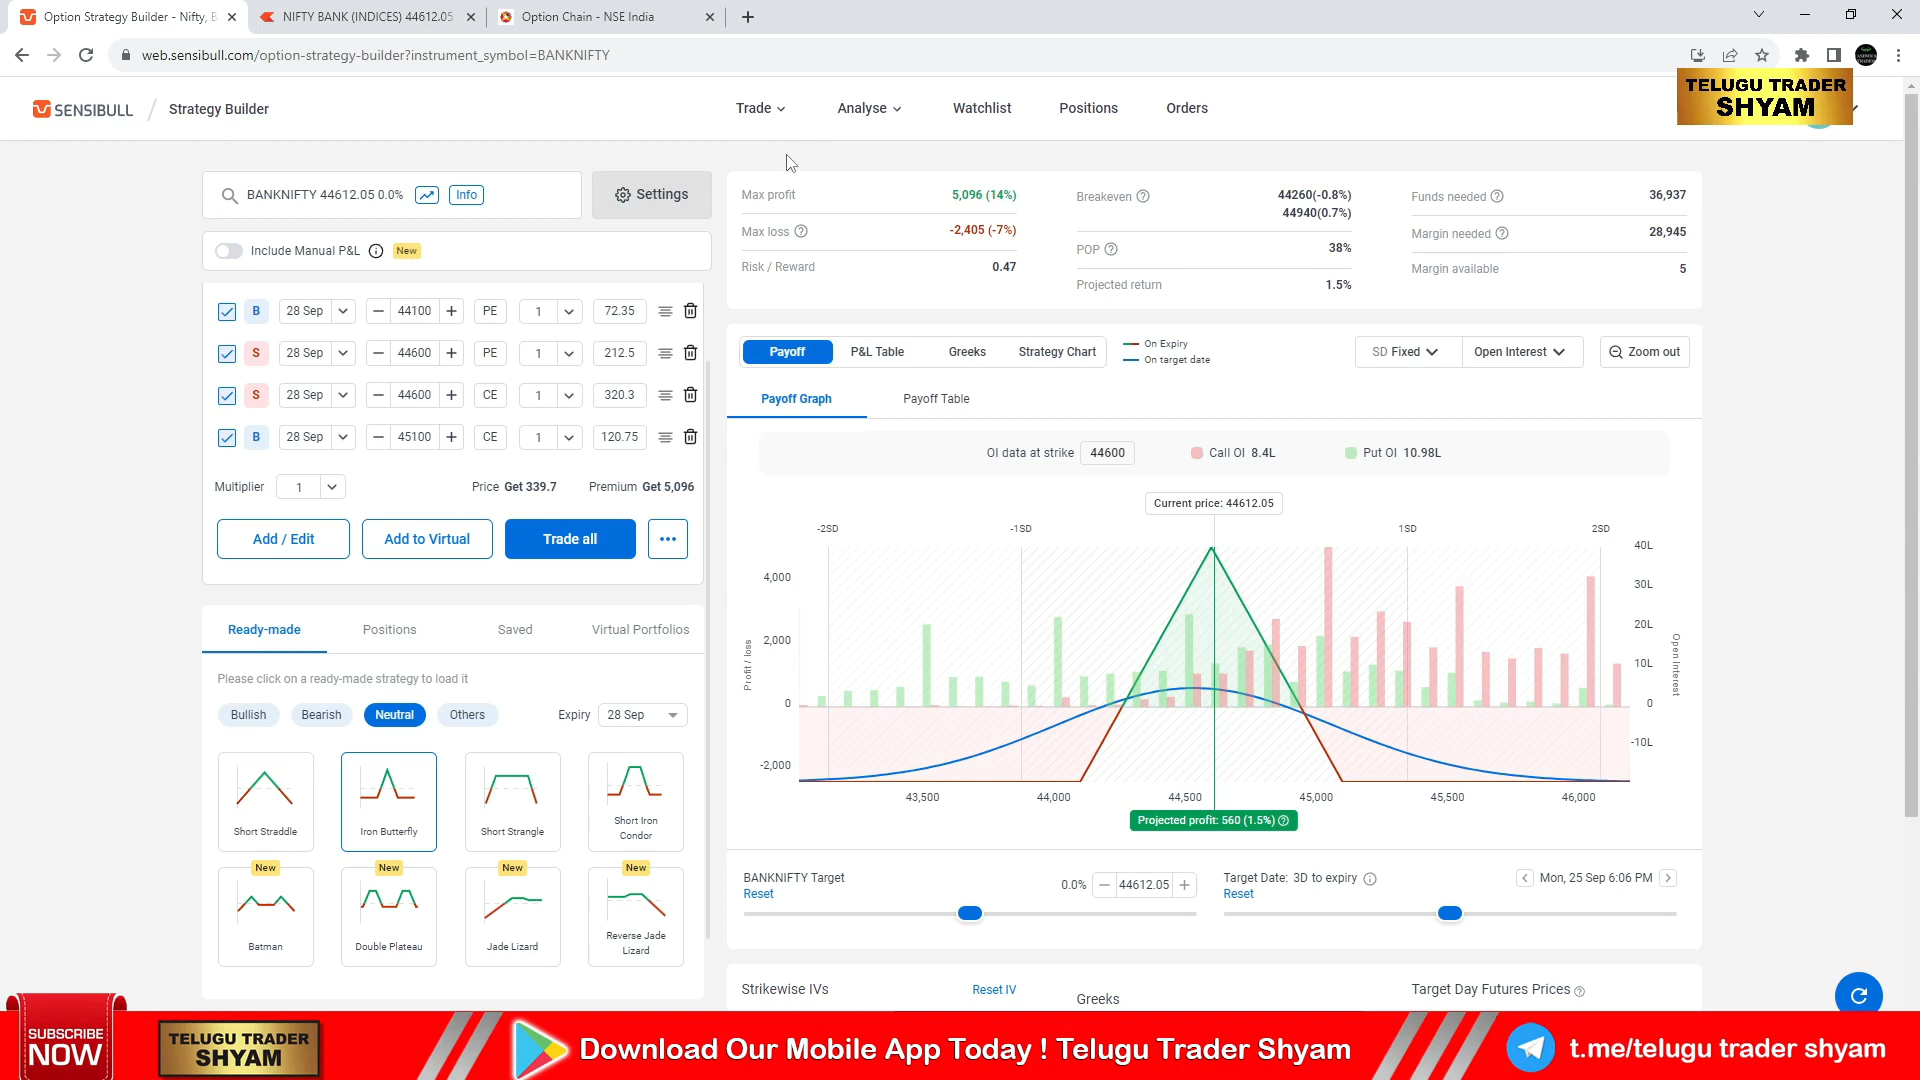 Option Strategy Builder - Nifty, B
NIFTY BANK (INDICES) 44612.05
Option Chain - NSE India
web.sensibull.com/option-strategy-builder?instrument_symbol=BANKNIFTY
SENSIBULL / Strategy Builder
Trade
Analyse
Watchlist
Positions
Orders
TELUGU TRADER
SHYAM
BANKNIFTY 44612.05 0.0%
Info
Settings
Include Manual P&L
New
B 28 Sep − 44100 + PE 1 72.35
S 28 Sep − 44600 + PE 1 212.5
S 28 Sep − 44600 + CE 1 320.3
B 28 Sep − 45100 + CE 1 120.75
Multiplier 1 Price Get 339.7 Premium Get 5,096
Add / Edit
Add to Virtual
Trade all
Ready-made
Positions
Saved
Virtual Portfolios
Please click on a ready-made strategy to load it
Bullish
Bearish
Neutral
Others
Expiry 28 Sep
Short Straddle
Iron Butterfly
Short Strangle
Short Iron
Condor
New
New
New
New
Batman
Double Plateau
Jade Lizard
Reverse Jade
Lizard
Max profit 5,096 (14%)
Max loss -2,405 (-7%)
Risk / Reward 0.47
Breakeven 44260(-0.8%)
44940(0.7%)
POP 38%
Projected return 1.5%
Funds needed 36,937
Margin needed 28,945
Margin available 5
Payoff
P&L Table
Greeks
Strategy Chart
On Expiry
On target date
SD Fixed
Open Interest
Zoom out
Payoff Graph
Payoff Table
OI data at strike 44600 Call OI 8.4L Put OI 10.98L
Current price: 44612.05
-2SD
-1SD
1SD
2SD
4,000
2,000
0
-2,000
Profit / loss
40L
30L
20L
10L
0
-10L
Open Interest
43,500
44,000
44,500
45,000
45,500
46,000
Projected profit: 560 (1.5%)
BANKNIFTY Target
Reset
0.0% − 44612.05 +
Target Date: 3D to expiry
Reset
Mon, 25 Sep 6:06 PM
Strikewise IVs
Reset IV
Greeks
Target Day Futures Prices
SUBSCRIBE
NOW
TELUGU TRADER
SHYAM
Download Our Mobile App Today ! Telugu Trader Shyam
t.me/telugu trader shyam